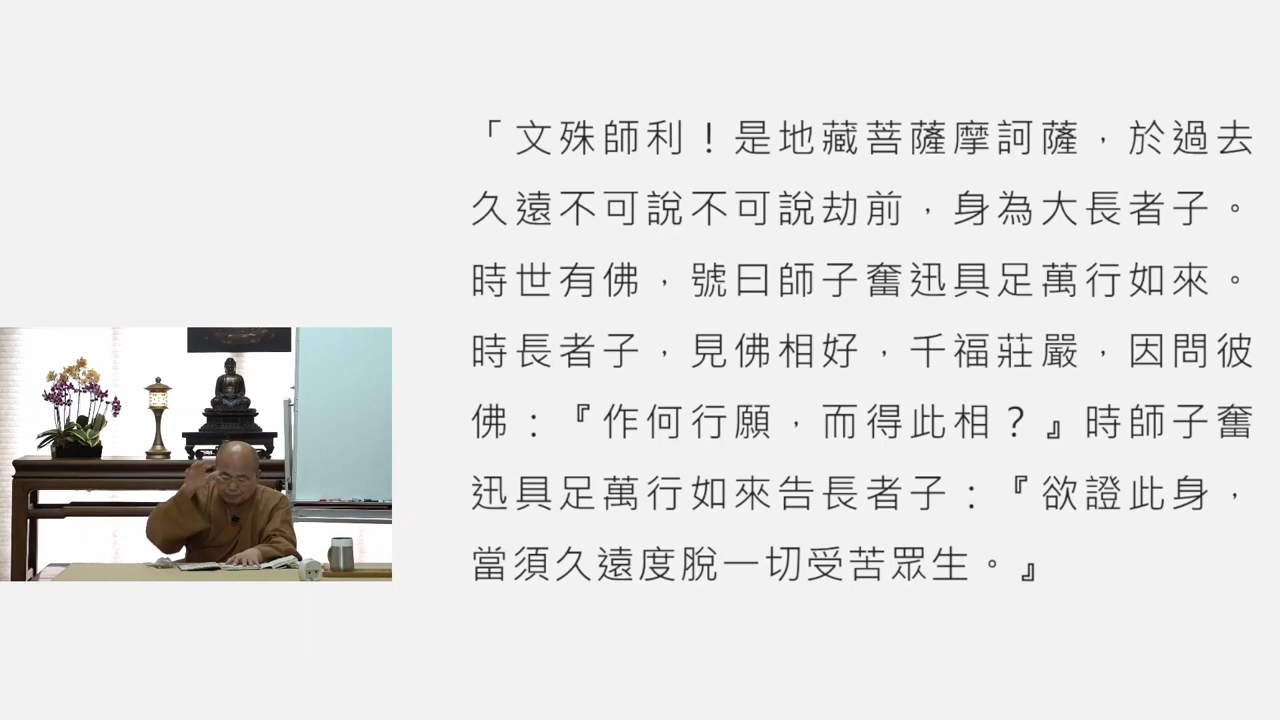 「文殊師利！是地藏菩薩摩訶薩，於過去
久遠不可說不可說劫前，身為大長者子。
時世有佛，號曰師子奮迅具足萬行如來。
時長者子，見佛相好，千福莊嚴，因問彼
佛：『作何行願，而得此相？』時師子奮
迅具足萬行如來告長者子：『欲證此身，
當須久遠度脫一切受苦眾生。』